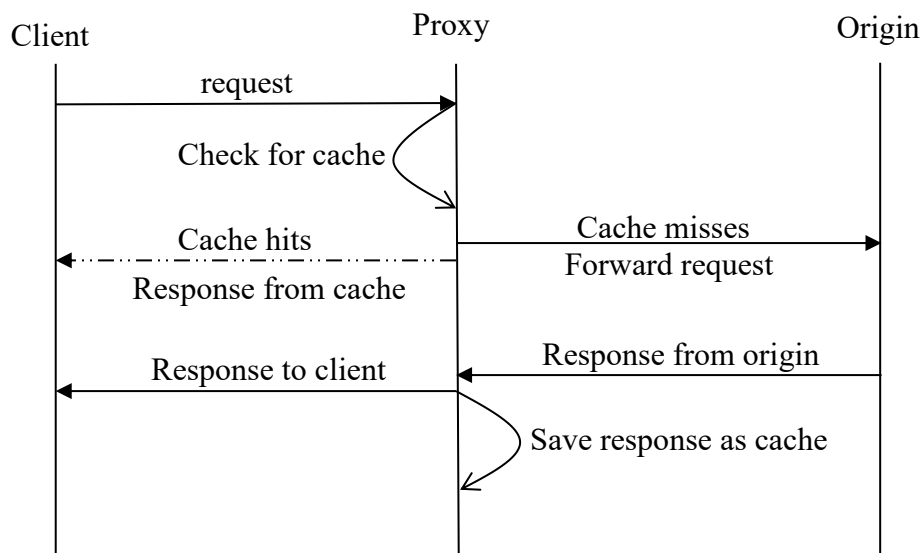 Client
Proxy
Origin
request
Check for cache
Cache hits
Response from cache
Cache misses
Forward request
Response from origin
Response to client
Save response as cache